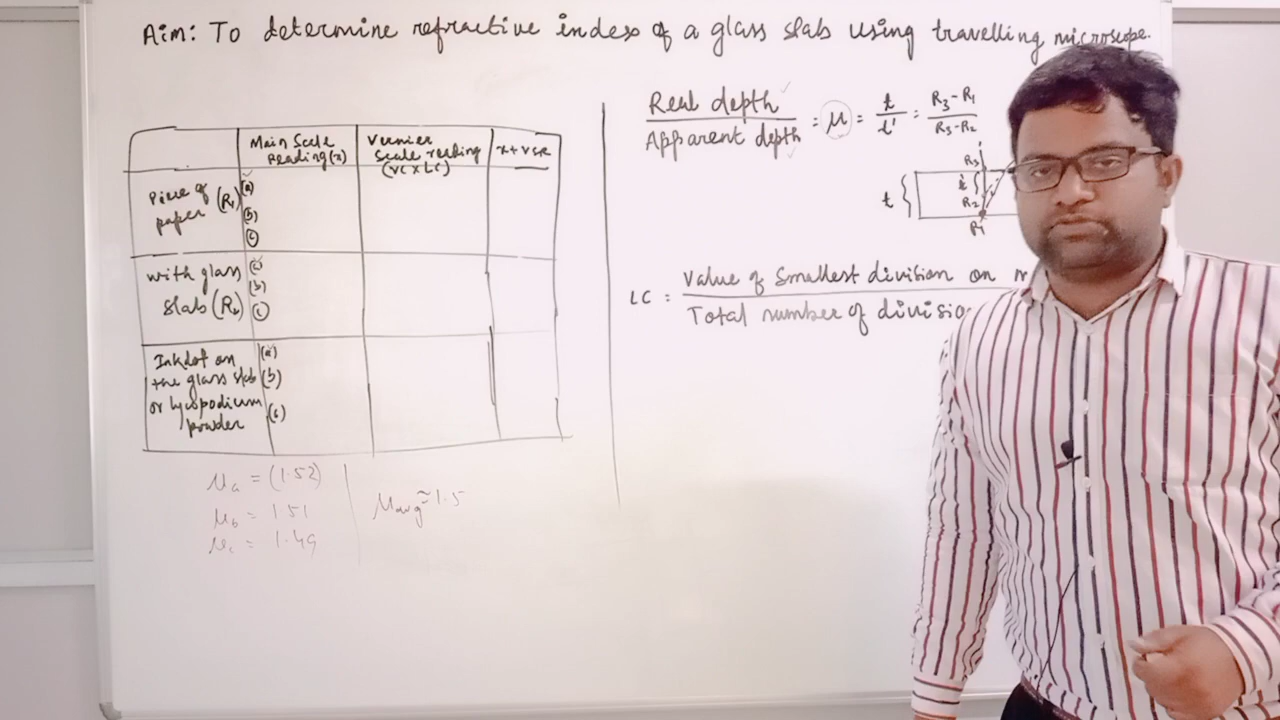 Aim: To determine refractive index of a glass slab using travelling microscope.
Main Scale Reading (x)
Vernier Scale reading (VC x LC)
x + VSR
Piece of paper (R₁)
(a)
(b)
(c)
with glass slab (R₂)
(a)
(b)
(c)
Inkdot on the glass slab or lycopodium powder
(a)
(b)
(c)
μa = (1.52)
μb = 1.51
μc = 1.49
μavg ≈ 1.5
Real depth / Apparent depth = μ = t / t' = R₃-R₁ / R₃-R₂
R₃
t'
R₂
t
R₁
LC = Value of Smallest division on
Total number of divisio